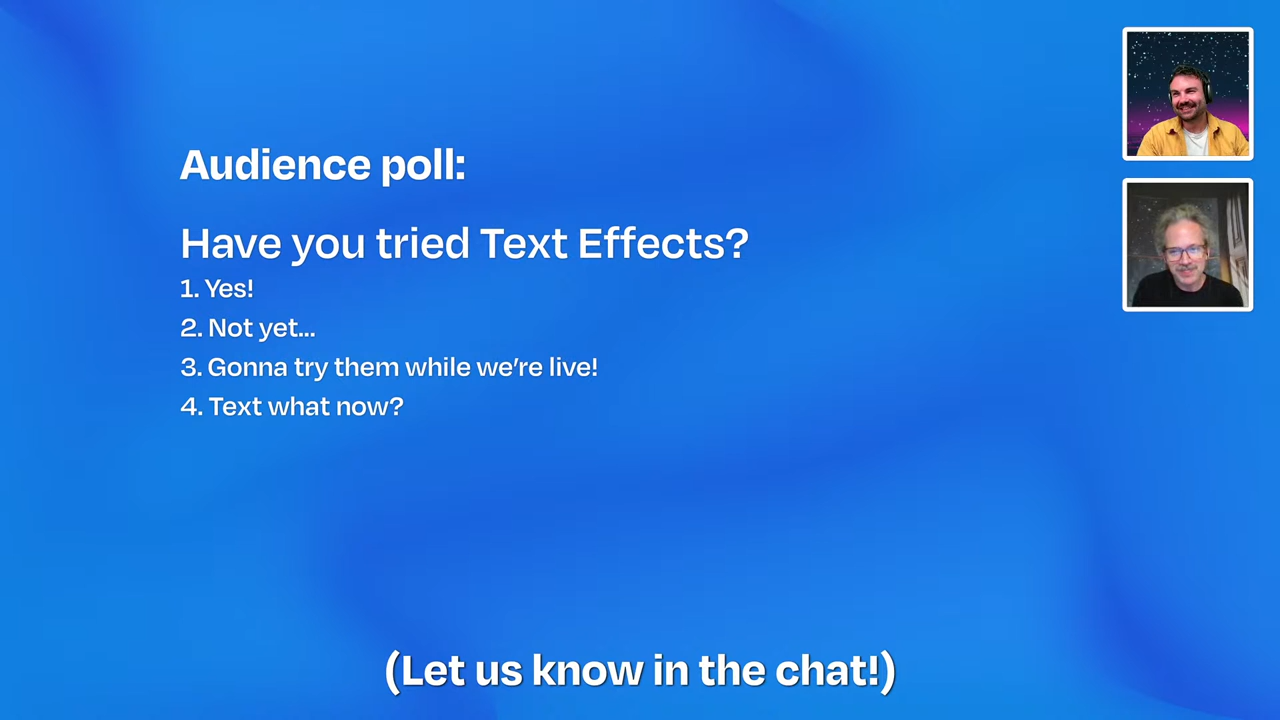 Audience poll:
Have you tried Text Effects?
1. Yes!
2. Not yet...
3. Gonna try them while we’re live!
4. Text what now?
(Let us know in the chat!)